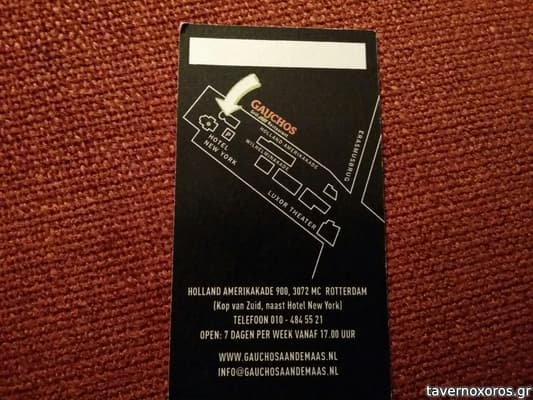 GAUCHOS
HOLLAND AMERIKAKADE
WILHELMINAKADE
ERASMUSBRUG
P
HOTEL
NEW YORK
LUXOR THEATER
HOLLAND AMERIKAKADE 900, 3072 MC ROTTERDAM
(Kop van Zuid, naast Hotel New York)
TELEFOON 010 - 484 55 21
OPEN: 7 DAGEN PER WEEK VANAF 17.00 UUR
WWW.GAUCHOSAANDEMAAS.NL
INFO@GAUCHOSAANDEMAAS.NL
tavernoxoros.gr